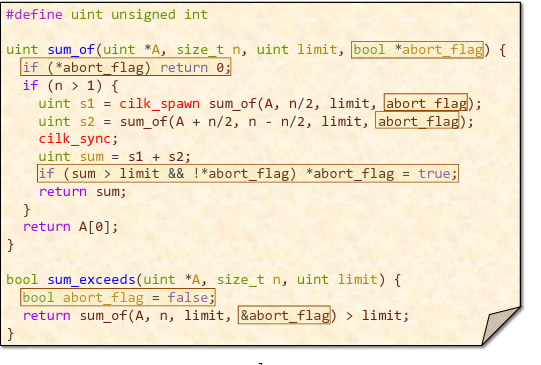 #define uint unsigned int
uint sum_of(uint *A, size_t n, uint limit, bool *abort_flag) {
if (*abort_flag) return 0;
if (n > 1) {
uint s1 = cilk_spawn sum_of(A, n/2, limit, abort_flag);
uint s2 = sum_of(A + n/2, n - n/2, limit, abort_flag);
cilk_sync;
uint sum = s1 + s2;
if (sum > limit && !*abort_flag) *abort_flag = true;
return sum;
}
return A[0];
}
bool sum_exceeds(uint *A, size_t n, uint limit) {
bool abort_flag = false;
return sum_of(A, n, limit, &abort_flag) > limit;
}